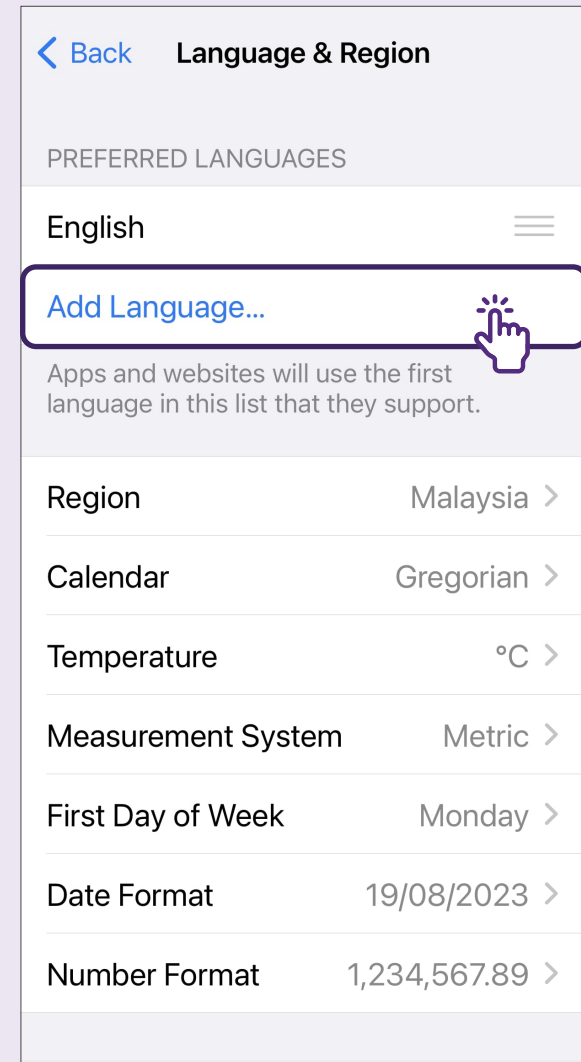 Back Language & Region
PREFERRED LANGUAGES
English
Add Language...
Apps and websites will use the first
language in this list that they support.
Region Malaysia
Calendar Gregorian
Temperature °C
Measurement System Metric
First Day of Week Monday
Date Format 19/08/2023
Number Format 1,234,567.89